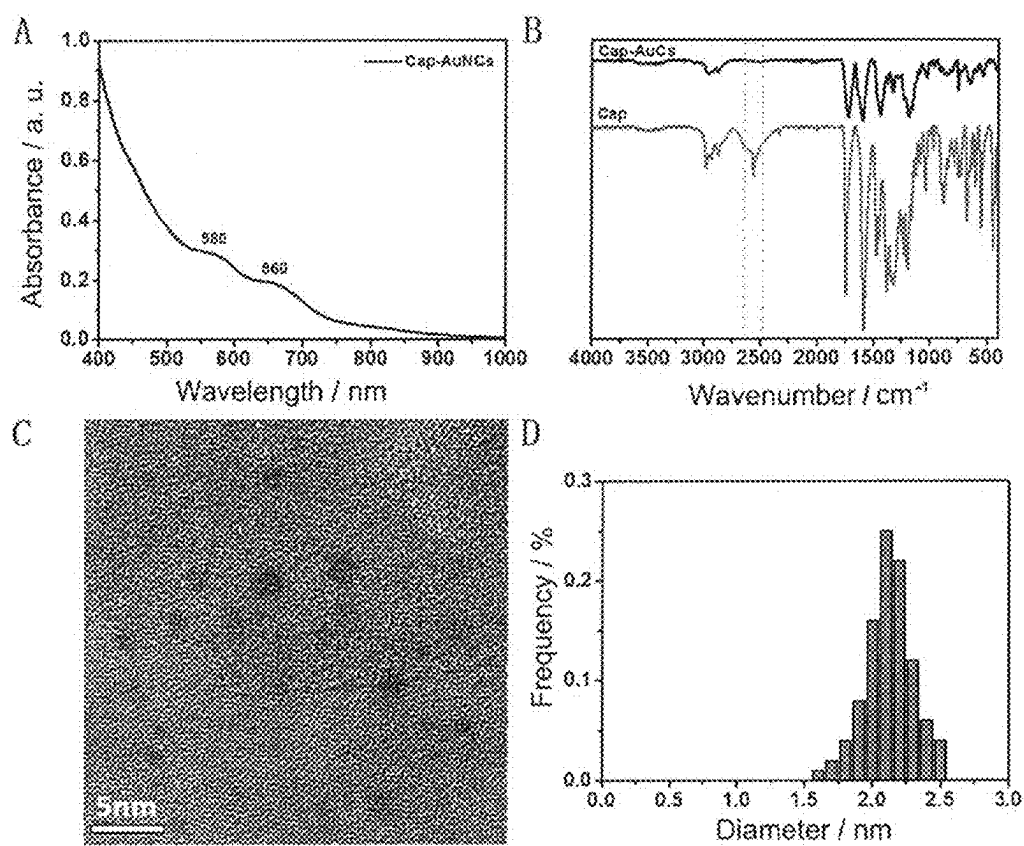 A
1.0
0.8
0.6
0.4
0.2
0.0
Absorbance / a. u.
Cap-AuNCs
580
660
400 500 600 700 800 900 1000
Wavelength / nm
B
Cap-AuCs
Cap
4000 3500 3000 2500 2000 1500 1000 500
Wavenumber / cm⁻¹
C
5nm
D
0.3
0.2
0.1
0.0
Frequency / %
0.0 0.5 1.0 1.5 2.0 2.5 3.0
Diameter / nm